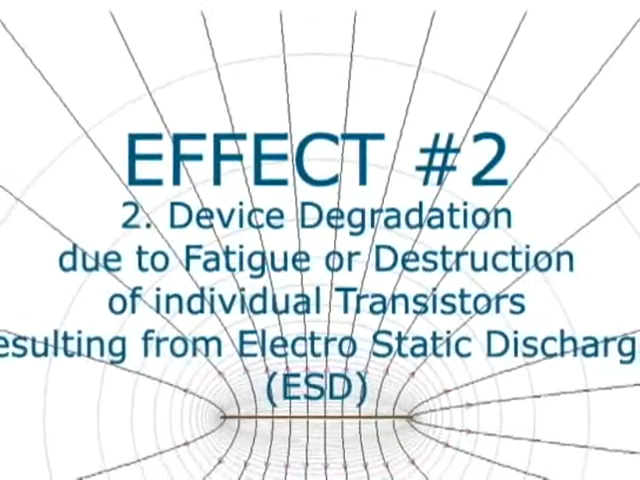 EFFECT #2
2. Device Degradation
due to Fatigue or Destruction
of individual Transistors
esulting from Electro Static Discharg
(ESD)